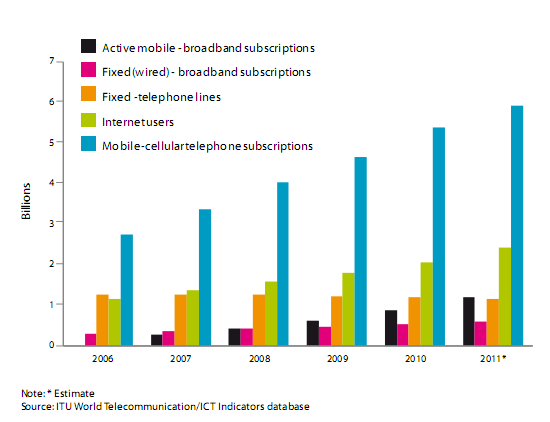 Active mobile - broadband subscriptions
Fixed (wired) - broadband subscriptions
Fixed - telephone lines
Internet users
Mobile-cellular telephone subscriptions
Billions
7
6
5
4
3
2
1
0
2006
2007
2008
2009
2010
2011*
Note: * Estimate
Source: ITU World Telecommunication/ICT Indicators database